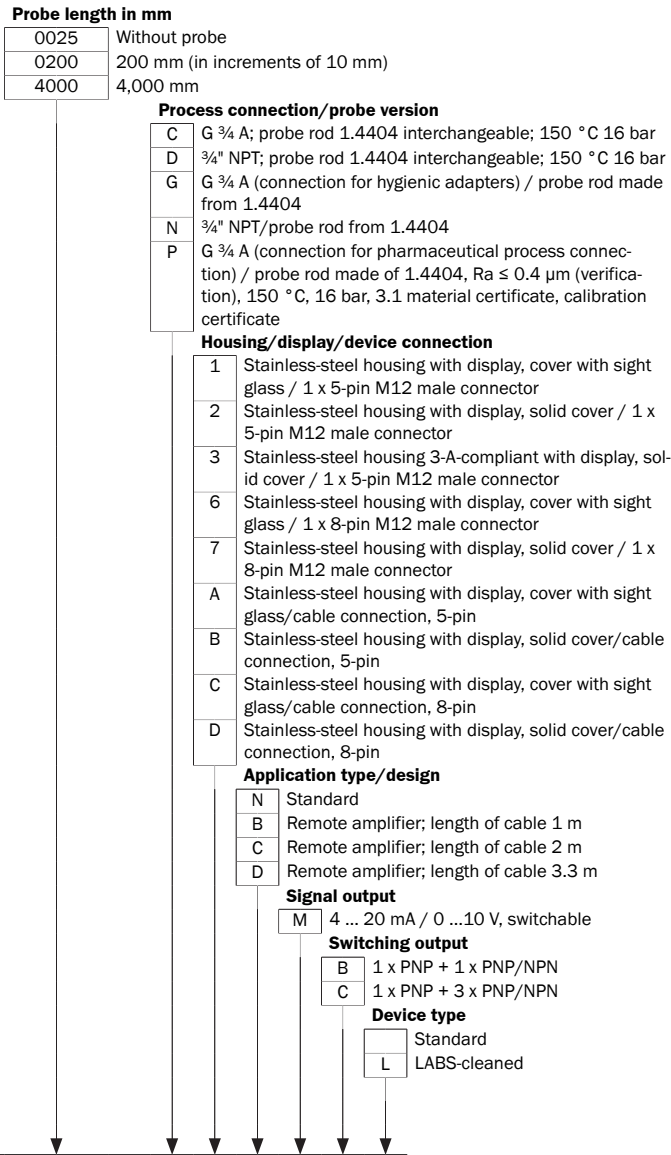 Probe length in mm
0025 Without probe
0200 200 mm (in increments of 10 mm)
4000 4,000 mm
Process connection/probe version
C G ¾ A; probe rod 1.4404 interchangeable; 150 °C 16 bar
D ¾" NPT; probe rod 1.4404 interchangeable; 150 °C 16 bar
G G ¾ A (connection for hygienic adapters) / probe rod made
from 1.4404
N ¾" NPT/probe rod from 1.4404
P G ¾ A (connection for pharmaceutical process connec-
tion) / probe rod made of 1.4404, Ra ≤ 0.4 µm (verifica-
tion), 150 °C, 16 bar, 3.1 material certificate, calibration
certificate
Housing/display/device connection
1 Stainless-steel housing with display, cover with sight
glass / 1 x 5-pin M12 male connector
2 Stainless-steel housing with display, solid cover / 1 x
5-pin M12 male connector
3 Stainless-steel housing 3-A-compliant with display, sol-
id cover / 1 x 5-pin M12 male connector
6 Stainless-steel housing with display, cover with sight
glass / 1 x 8-pin M12 male connector
7 Stainless-steel housing with display, solid cover / 1 x
8-pin M12 male connector
A Stainless-steel housing with display, cover with sight
glass/cable connection, 5-pin
B Stainless-steel housing with display, solid cover/cable
connection, 5-pin
C Stainless-steel housing with display, cover with sight
glass/cable connection, 8-pin
D Stainless-steel housing with display, solid cover/cable
connection, 8-pin
Application type/design
N Standard
B Remote amplifier; length of cable 1 m
C Remote amplifier; length of cable 2 m
D Remote amplifier; length of cable 3.3 m
Signal output
M 4 ... 20 mA / 0 ...10 V, switchable
Switching output
B 1 x PNP + 1 x PNP/NPN
C 1 x PNP + 3 x PNP/NPN
Device type
Standard
L LABS-cleaned